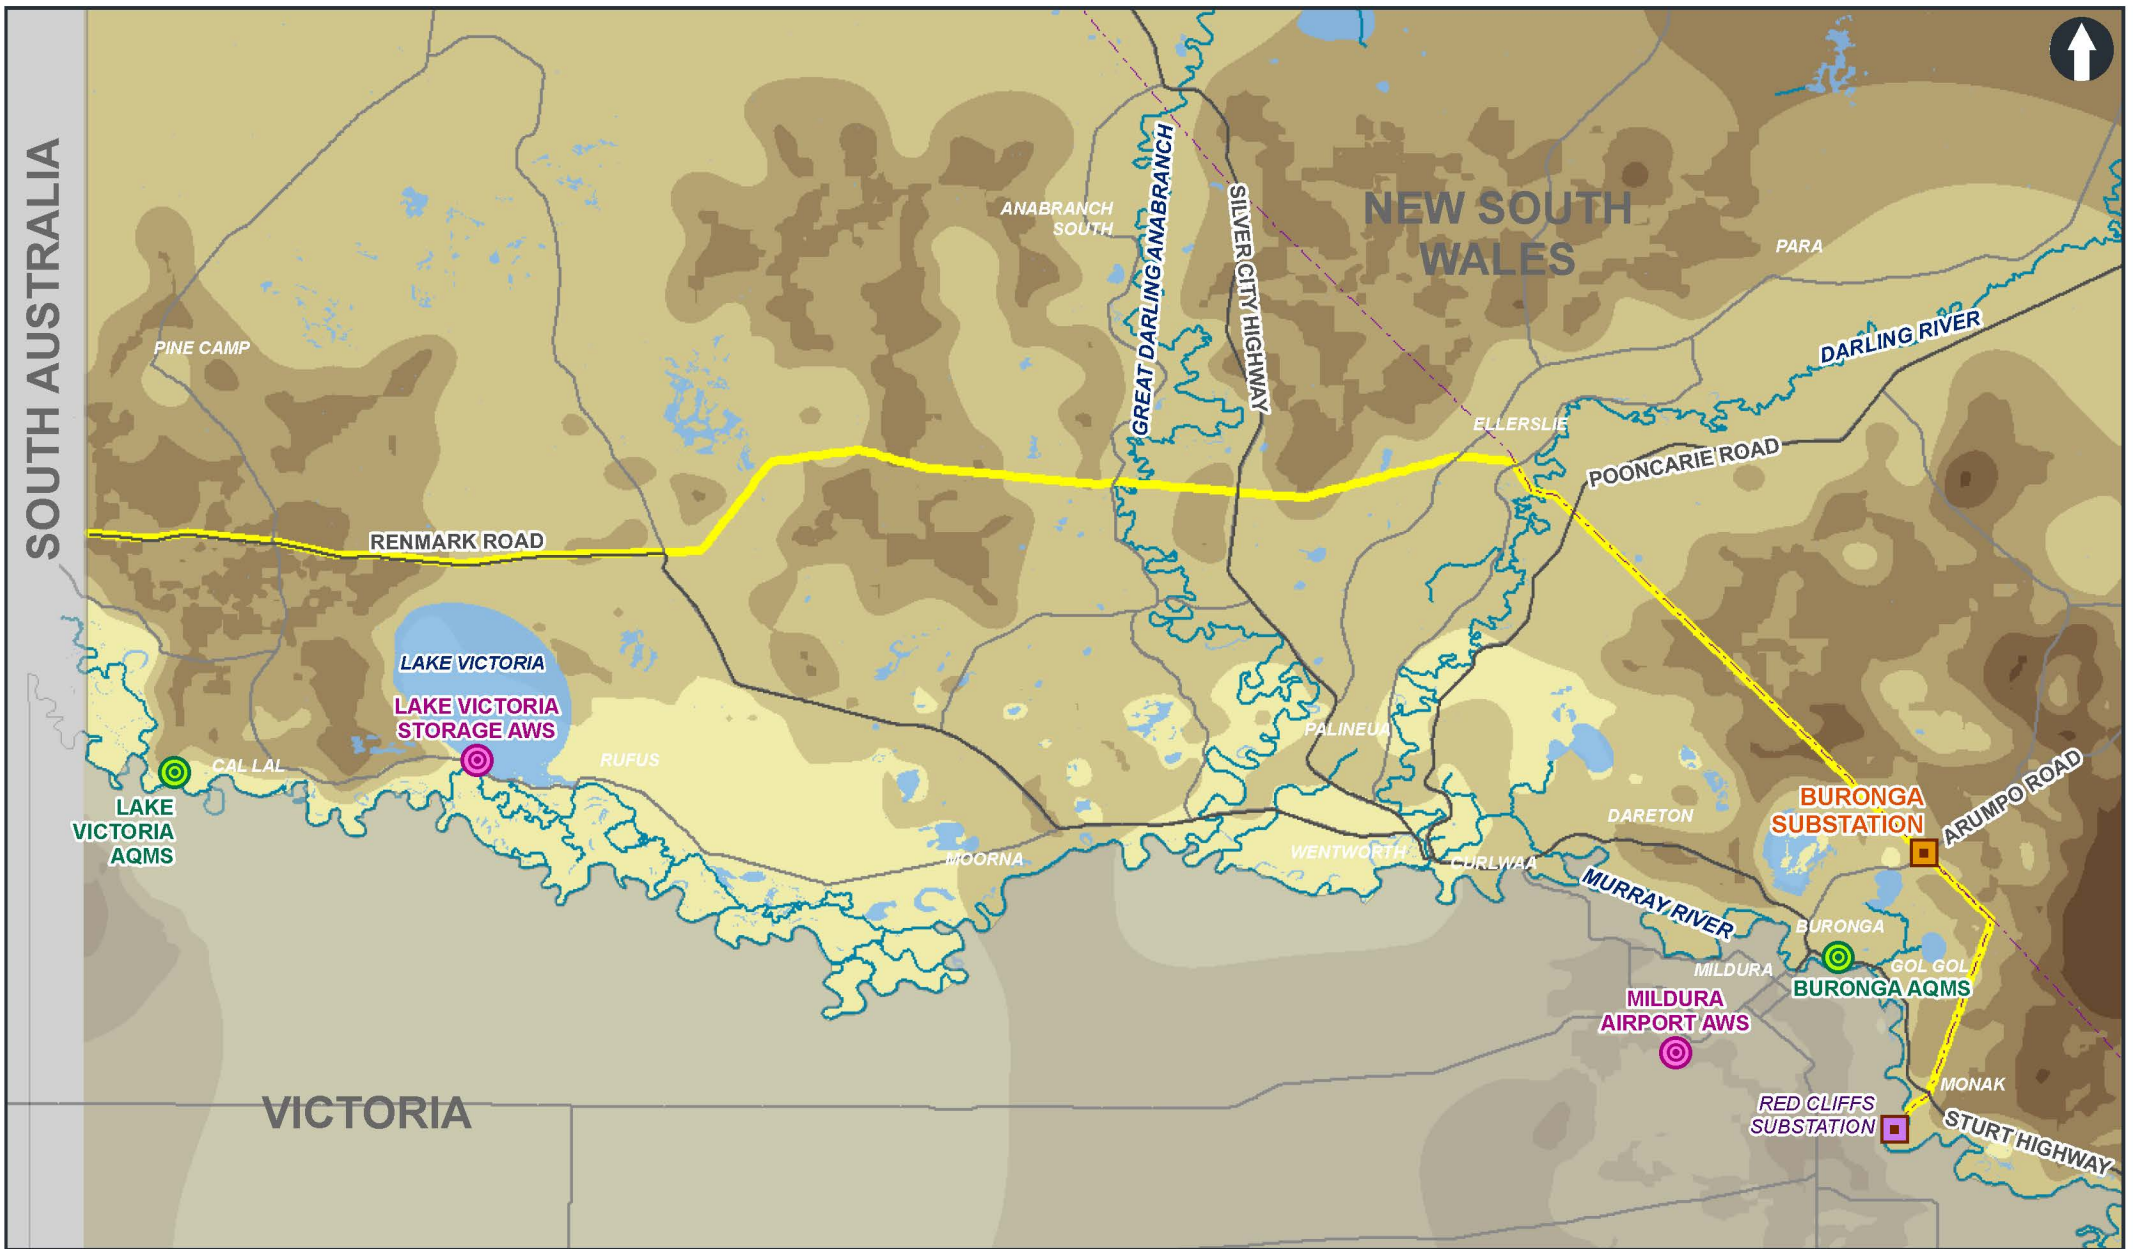 SOUTH AUSTRALIA
GREAT DARLING ANABRANCH
SILVER CITY HIGHWAY
ANABRANCH
SOUTH
NEW SOUTH
WALES
PARA
PINE CAMP
DARLING RIVER
ELLERSLIE
POONCARIE ROAD
RENMARK ROAD
LAKE VICTORIA
LAKE VICTORIA
STORAGE AWS
PALINEUA
RUFUS
CAL LAL
LAKE
VICTORIA
AQMS
BURONGA
SUBSTATION
ARUMPO ROAD
DARETON
MOORNA
WENTWORTH
CURLWAA
MURRAY RIVER
BURONGA
MILDURA
GOL GOL
BURONGA AQMS
MILDURA
AIRPORT AWS
MONAK
VICTORIA
RED CLIFFS
SUBSTATION
STURT HIGHWAY